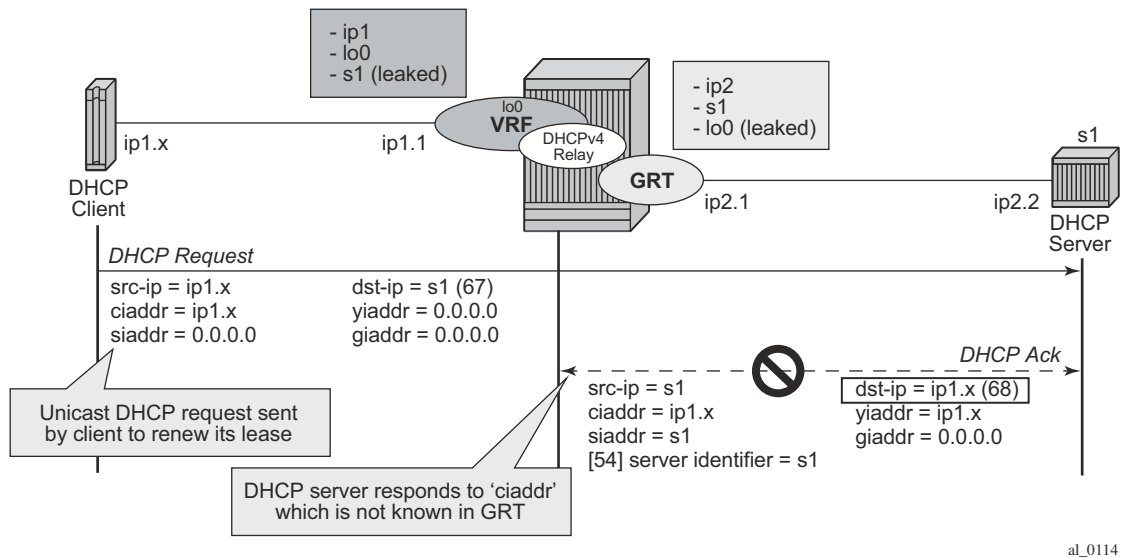 - ip1
- lo0
- s1 (leaked)
- ip2
- s1
- lo0 (leaked)
lo0
VRF
DHCPv4
Relay
GRT
s1
ip1.x
ip1.1
ip2.1
ip2.2
DHCP
Client
DHCP
Server
DHCP Request
src-ip = ip1.x
dst-ip = s1 (67)
ciaddr = ip1.x
yiaddr = 0.0.0.0
siaddr = 0.0.0.0
giaddr = 0.0.0.0
DHCP Ack
src-ip = s1
dst-ip = ip1.x (68)
ciaddr = ip1.x
yiaddr = ip1.x
siaddr = s1
giaddr = 0.0.0.0
[54] server identifier = s1
Unicast DHCP request sent
by client to renew its lease
DHCP server responds to ‘ciaddr’
which is not known in GRT
al_0114